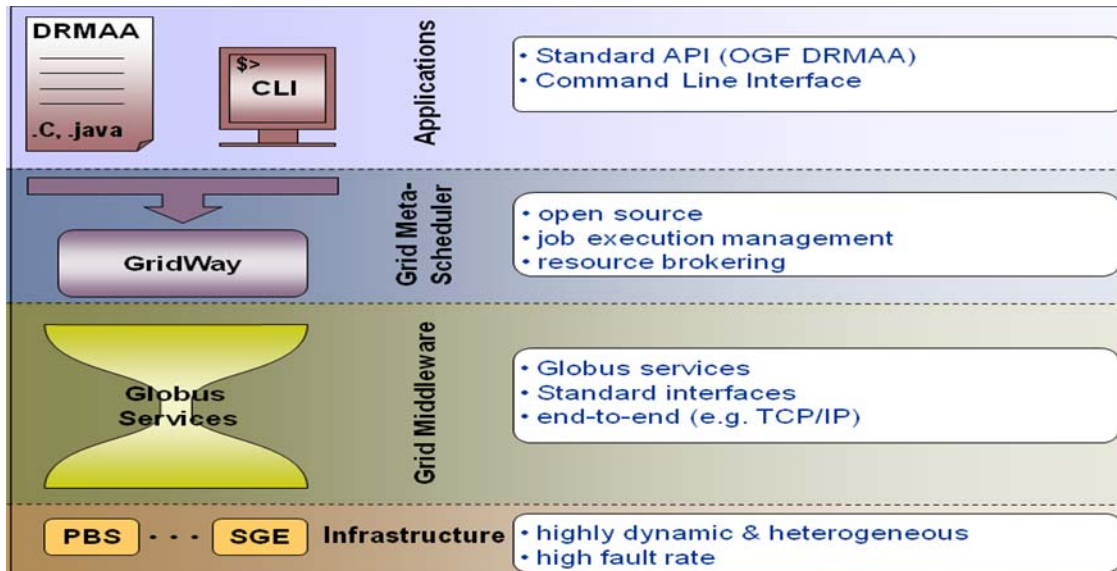 DRMAA
.C, .java
$>
CLI
Applications
• Standard API (OGF DRMAA)
• Command Line Interface
GridWay
Grid Meta-
Scheduler
• open source
• job execution management
• resource brokering
Globus
Services
Grid Middleware
• Globus services
• Standard interfaces
• end-to-end (e.g. TCP/IP)
PBS . . . SGE
Infrastructure
• highly dynamic & heterogeneous
• high fault rate